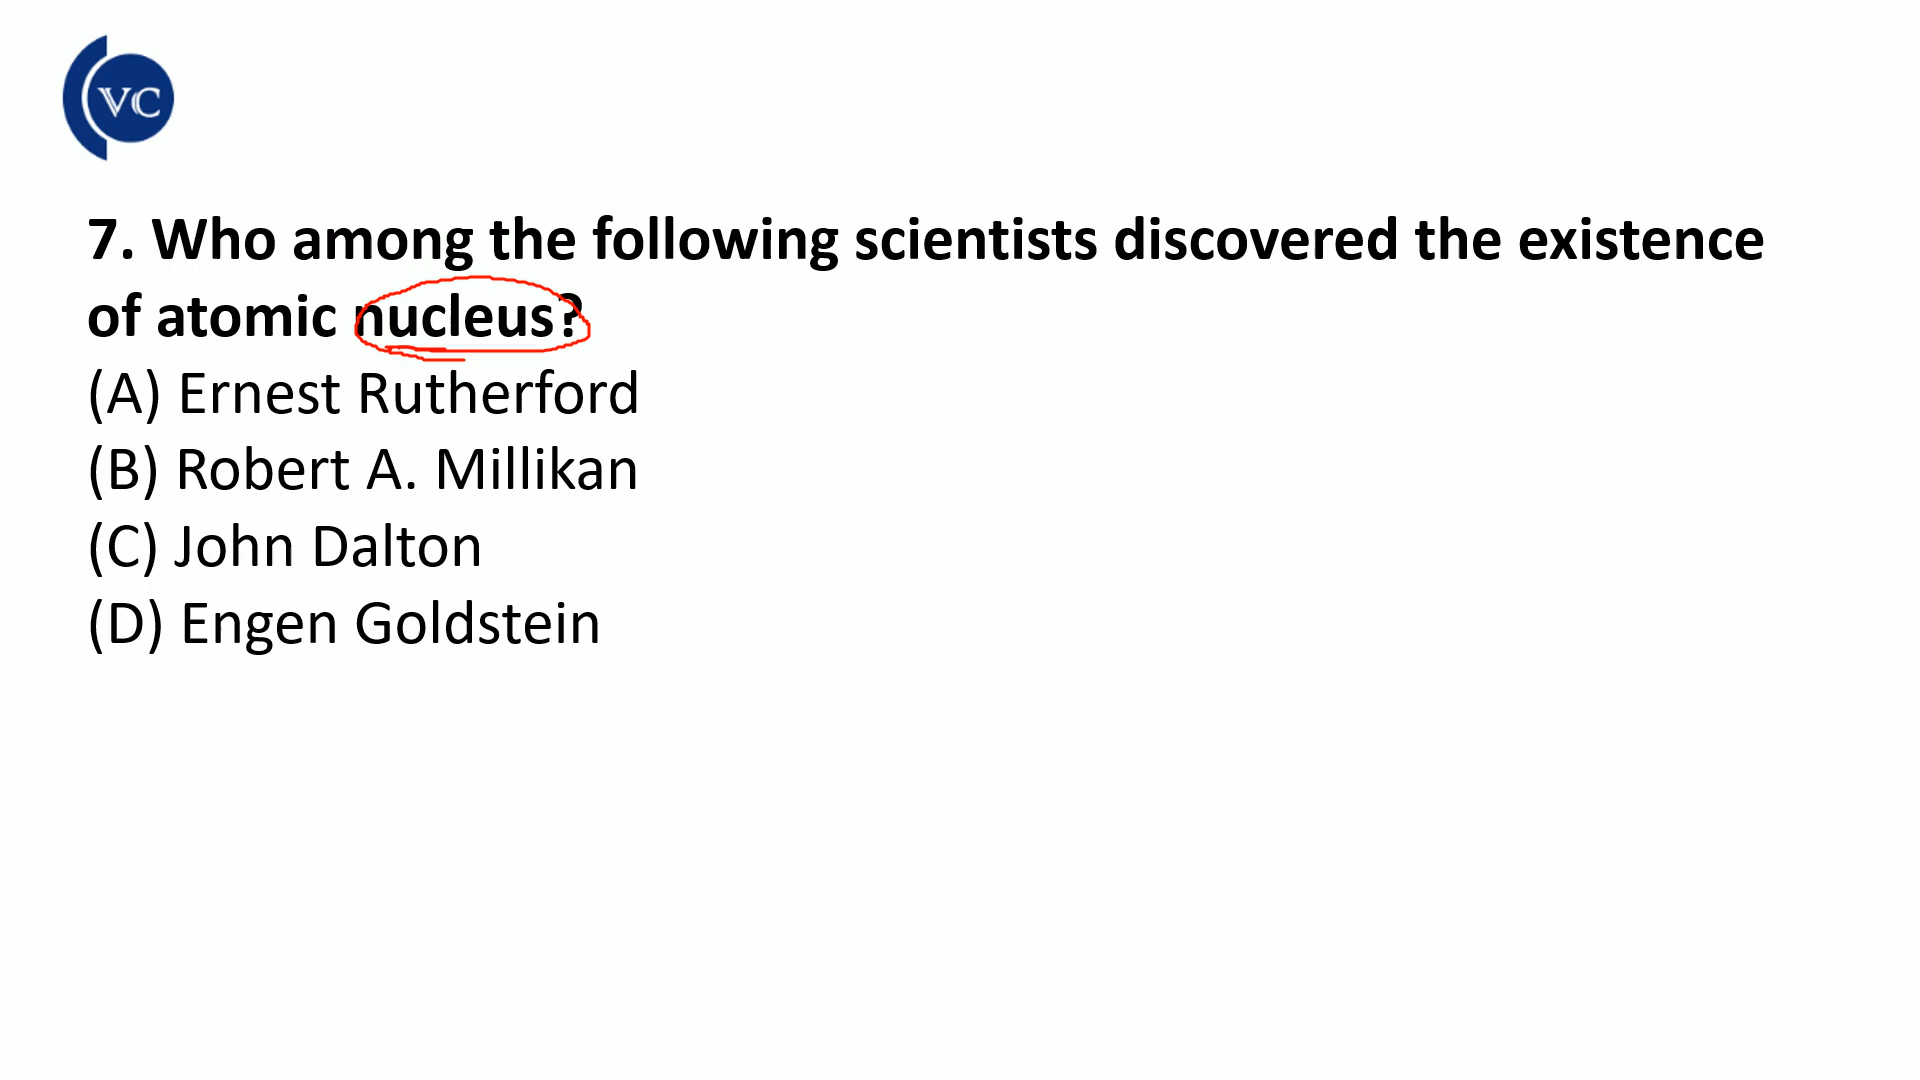 VC
7. Who among the following scientists discovered the existence
of atomic nucleus?
(A) Ernest Rutherford
(B) Robert A. Millikan
(C) John Dalton
(D) Engen Goldstein